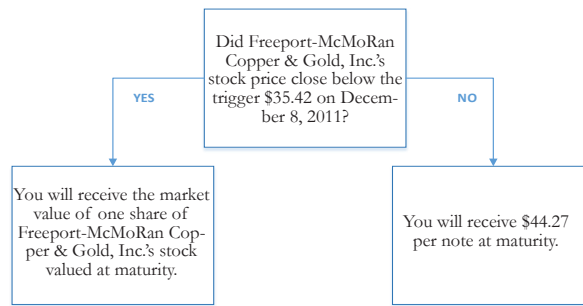 Did Freeport-McMoRan
Copper & Gold, Inc.’s
stock price close below the
trigger $35.42 on Decem-
ber 8, 2011?
YES
NO
You will receive the market
value of one share of
Freeport-McMoRan Cop-
per & Gold, Inc.’s stock
valued at maturity.
You will receive $44.27
per note at maturity.